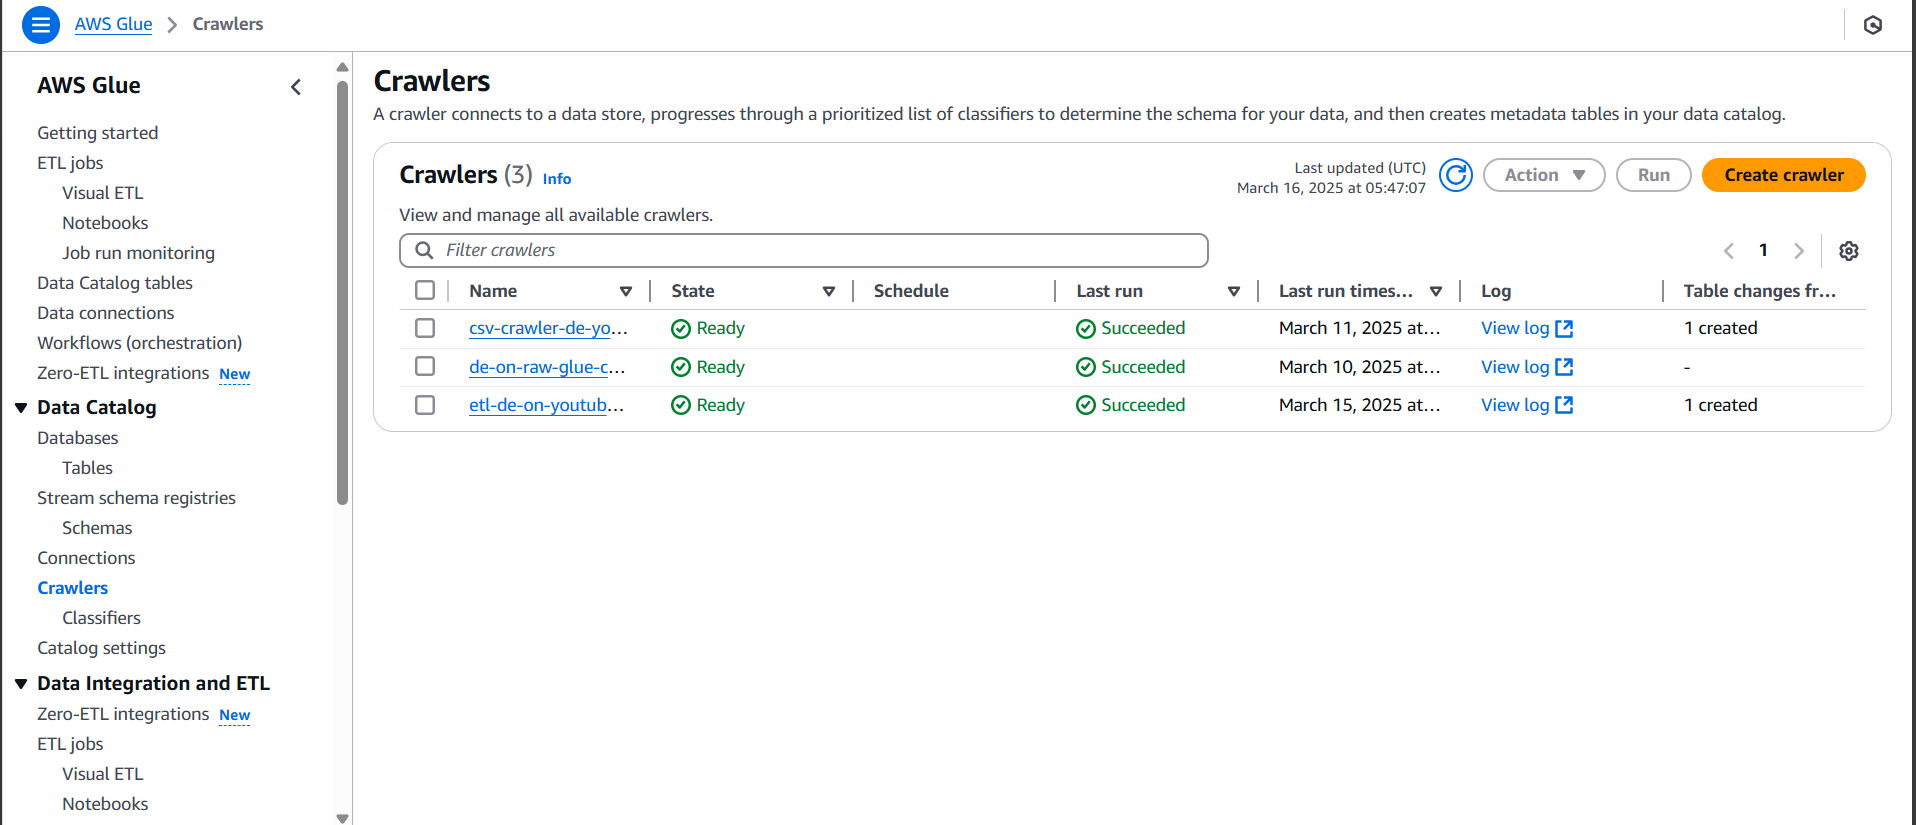 AWS Glue > Crawlers
AWS Glue
Getting started
ETL jobs
Visual ETL
Notebooks
Job run monitoring
Data Catalog tables
Data connections
Workflows (orchestration)
Zero-ETL integrations New
Data Catalog
Databases
Tables
Stream schema registries
Schemas
Connections
Crawlers
Classifiers
Catalog settings
Data Integration and ETL
Zero-ETL integrations New
ETL jobs
Visual ETL
Notebooks
Crawlers
A crawler connects to a data store, progresses through a prioritized list of classifiers to determine the schema for your data, and then creates metadata tables in your data catalog.
Crawlers (3) Info
Last updated (UTC)
March 16, 2025 at 05:47:07
Action Run Create crawler
View and manage all available crawlers.
Filter crawlers
1
Name State Schedule Last run Last run times... Log Table changes fr...
csv-crawler-de-yo... Ready Succeeded March 11, 2025 at... View log 1 created
de-on-raw-glue-c... Ready Succeeded March 10, 2025 at... View log -
etl-de-on-youtub... Ready Succeeded March 15, 2025 at... View log 1 created